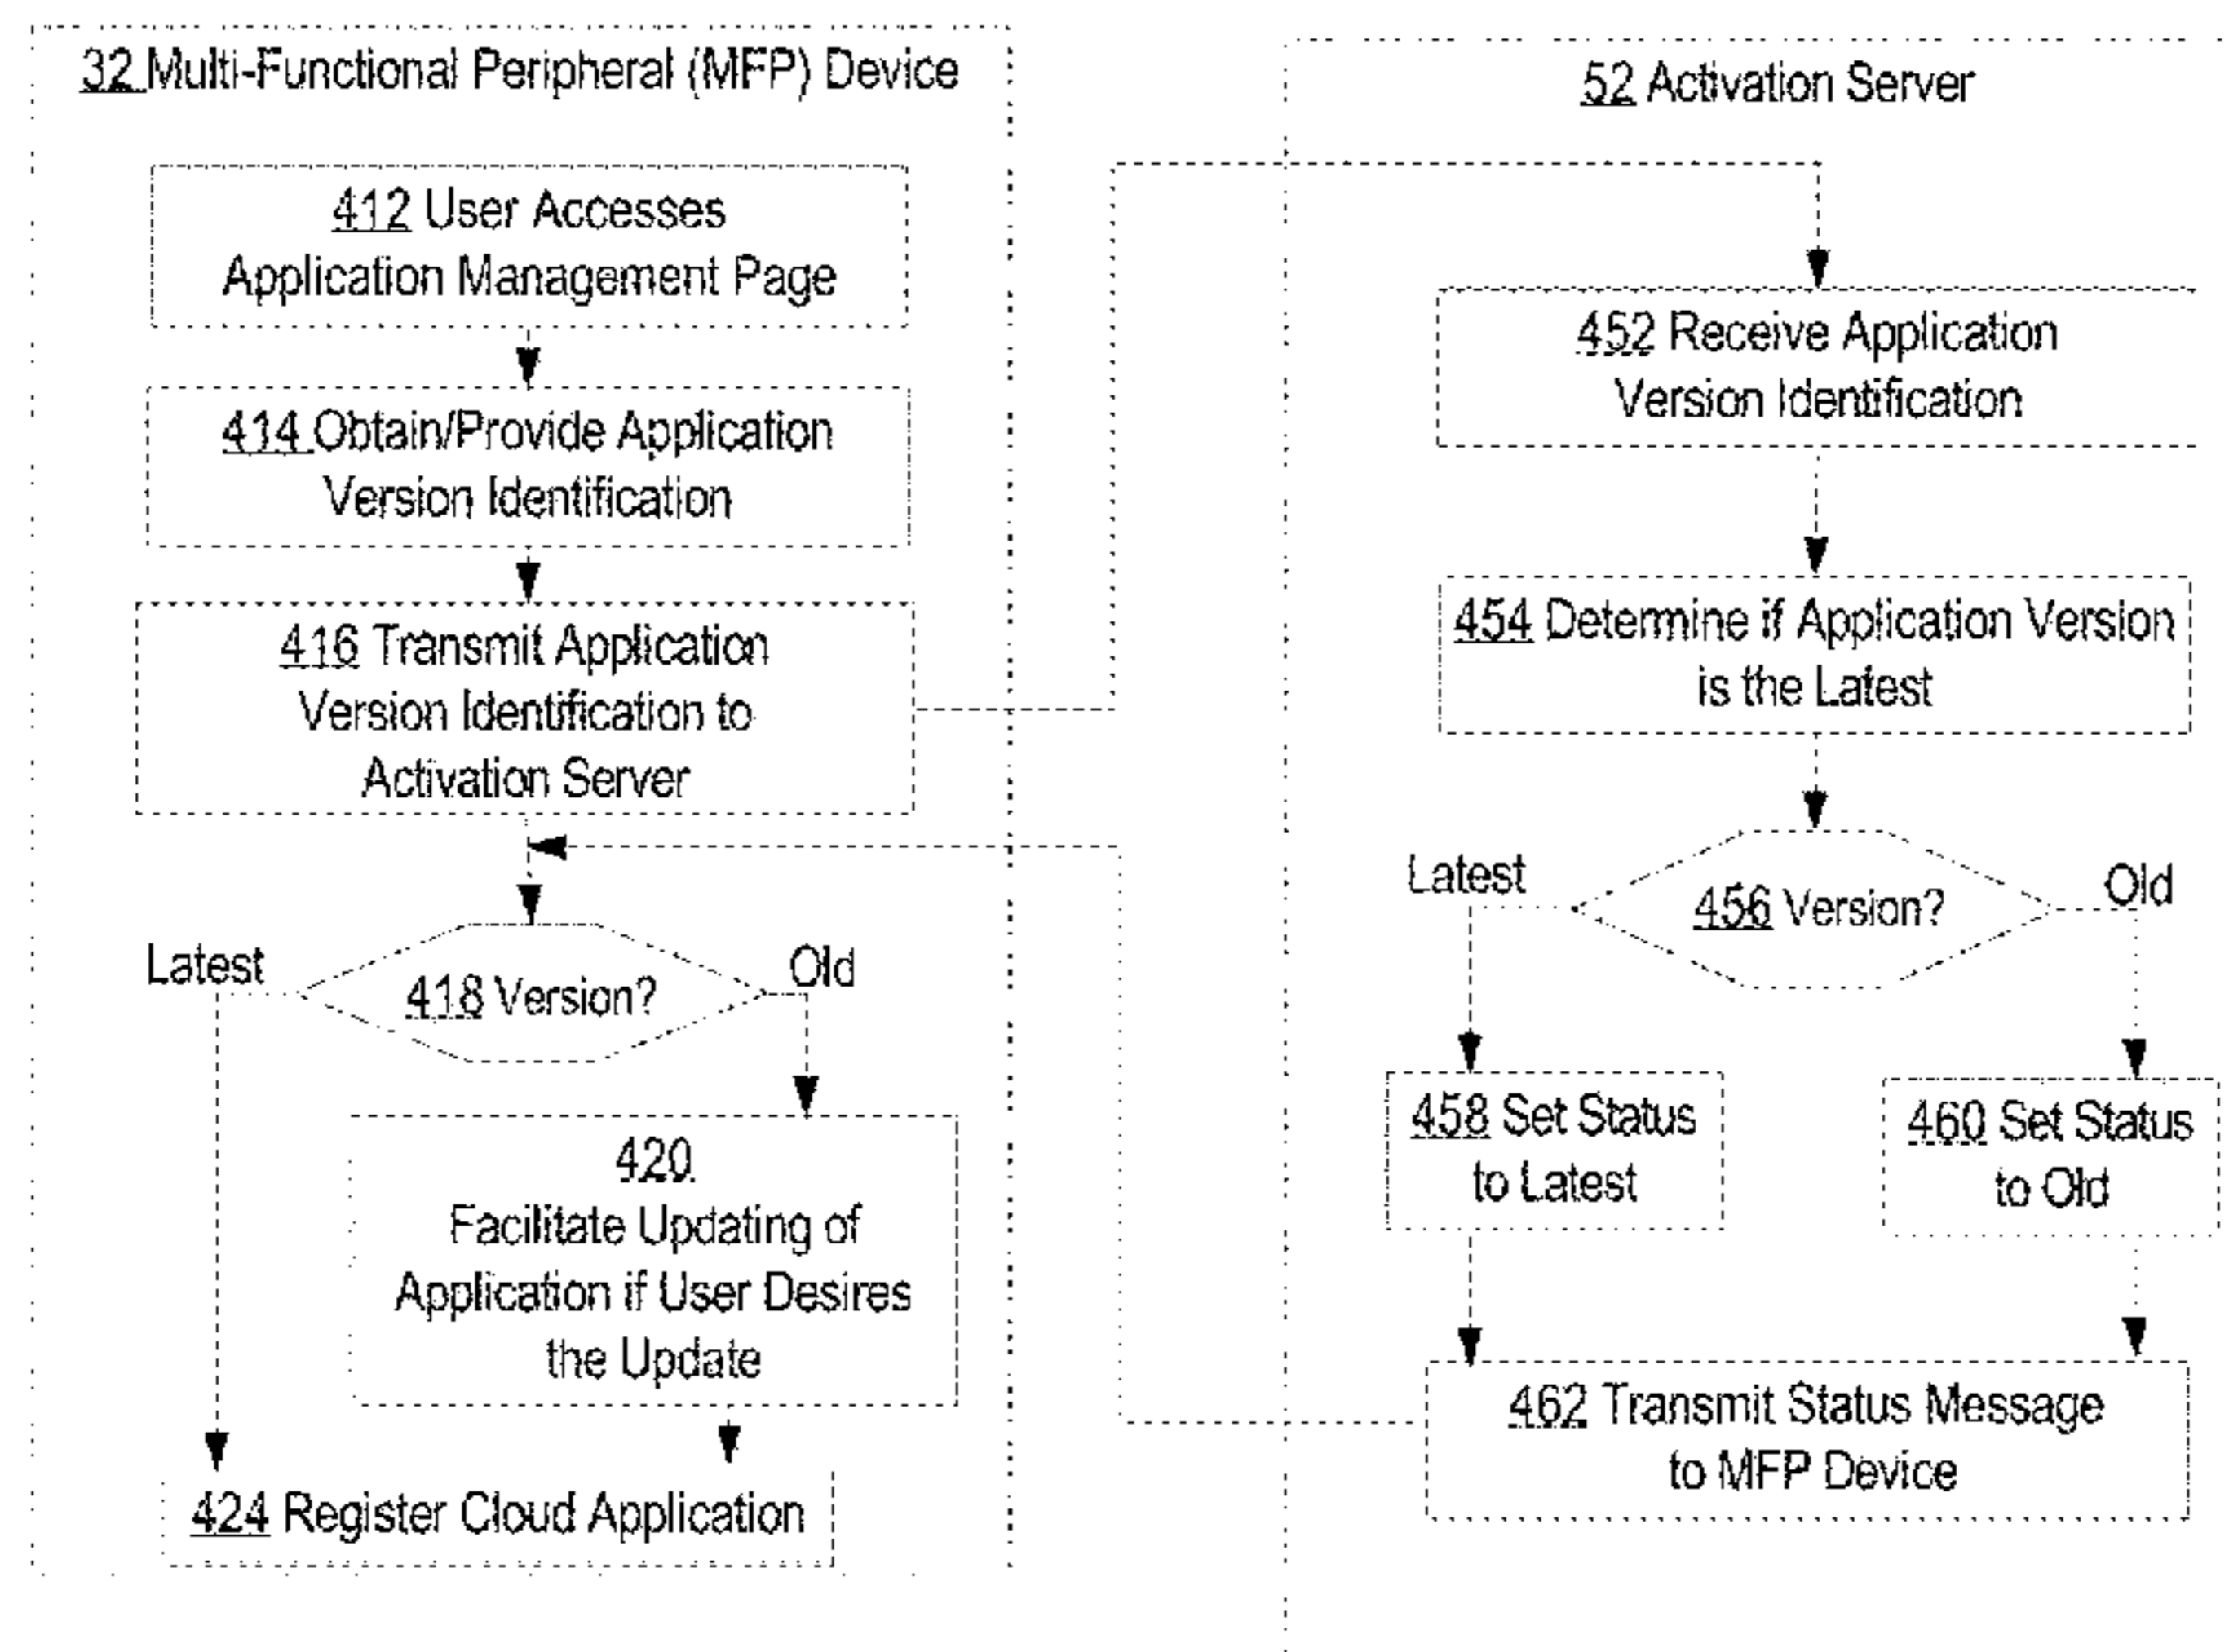 32 Multi-Functional Peripheral (MFP) Device
412 User Accesses
Application Management Page
414 Obtain/Provide Application
Version Identification
416 Transmit Application
Version Identification to
Activation Server
Latest
418 Version?
Old
420
Facilitate Updating of
Application if User Desires
the Update
424 Register Cloud Application
52 Activation Server
452 Receive Application
Version Identification
454 Determine if Application Version
is the Latest
Latest
456 Version?
Old
458 Set Status
to Latest
460 Set Status
to Old
462 Transmit Status Message
to MFP Device